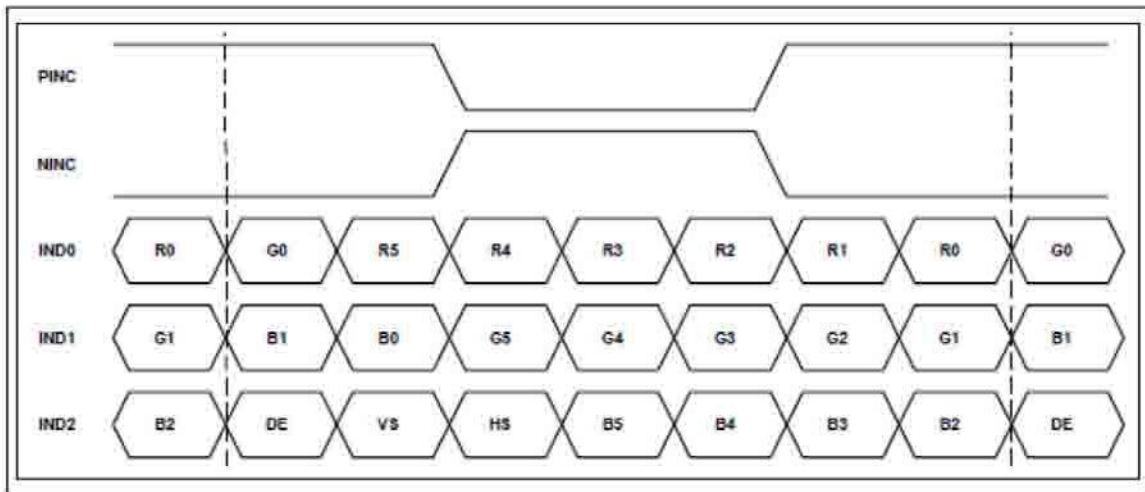 PINC
NINC
IND0 R0 G0 R5 R4 R3 R2 R1 R0 G0
IND1 G1 B1 B0 G5 G4 G3 G2 G1 B1
IND2 B2 DE VS HS B5 B4 B3 B2 DE